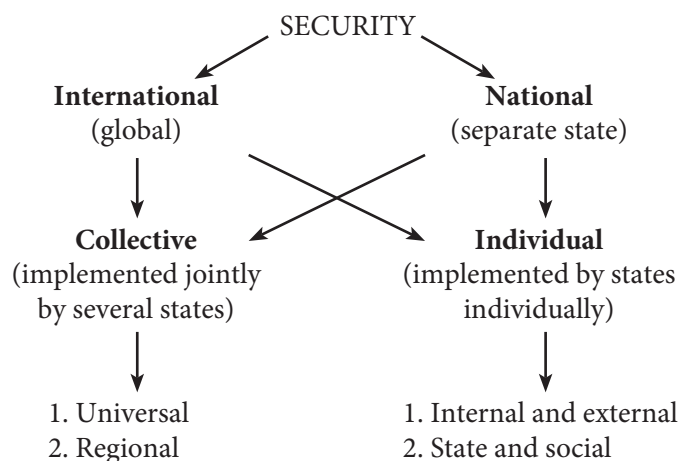 SECURITY
International
(global)
National
(separate state)
Collective
(implemented jointly
by several states)
Individual
(implemented by states
individually)
1. Universal
2. Regional
1. Internal and external
2. State and social